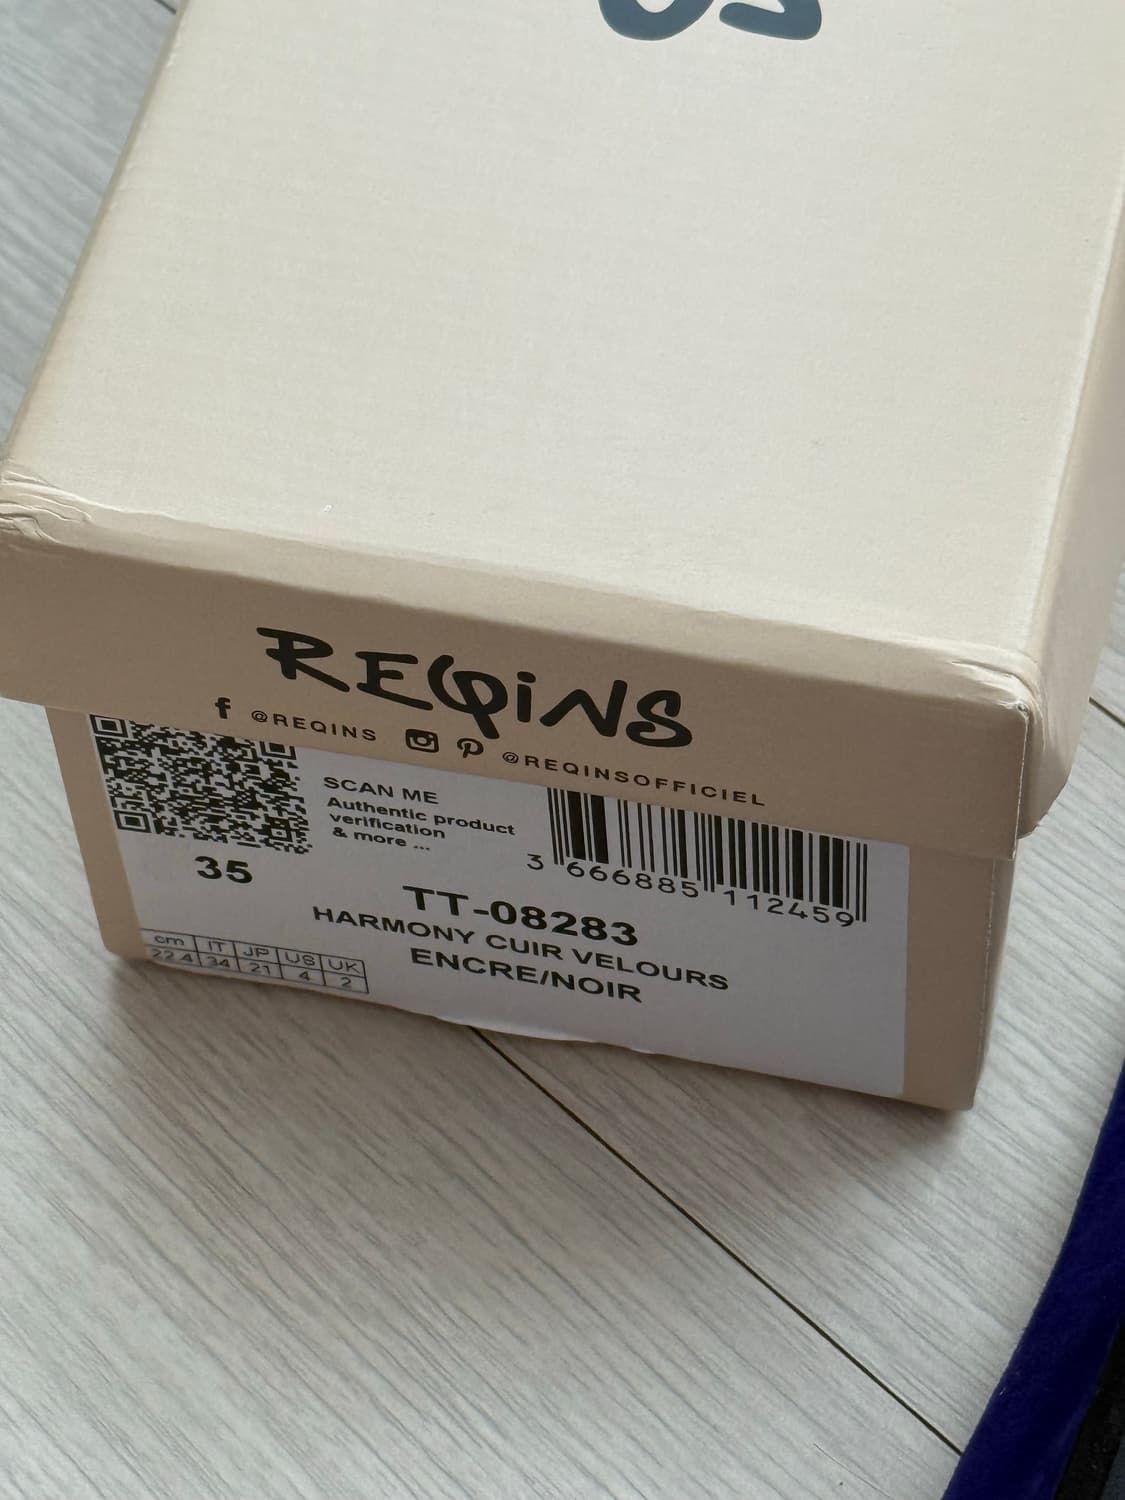 REQINS
@REQINS @REQINSOFFICIEL
SCAN ME
Authentic product
verification
& more ...
3 666885 112459
35
TT-08283
HARMONY CUIR VELOURS
ENCRE/NOIR
cm IT JP US UK
22.4 34 21 4 2